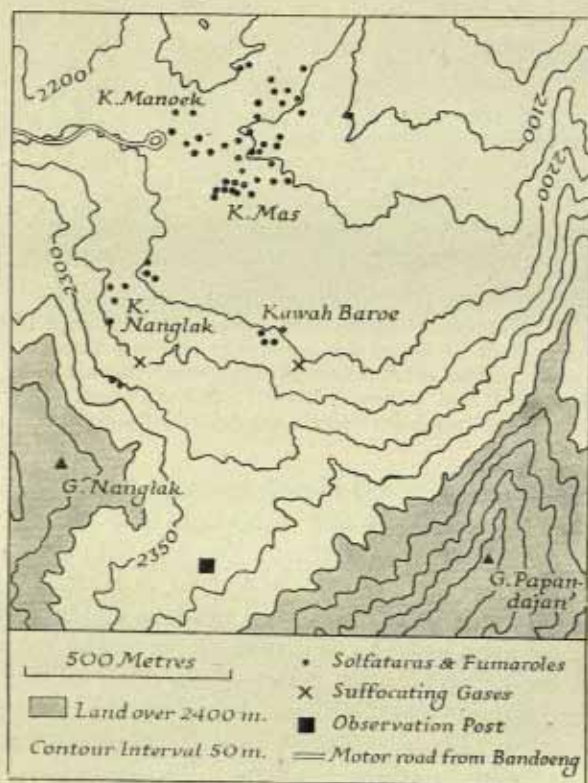 2200
K. Manoek
2100
2200
K. Mas
2300
K.
Nanglak
Kawah Baroe
G. Nanglak
2350
G. Papan-
dajan
500 Metres
Land over 2400 m.
Contour Interval 50 m.
Solfataras & Fumaroles
Suffocating Gases
Observation Post
Motor road from Bandoeng